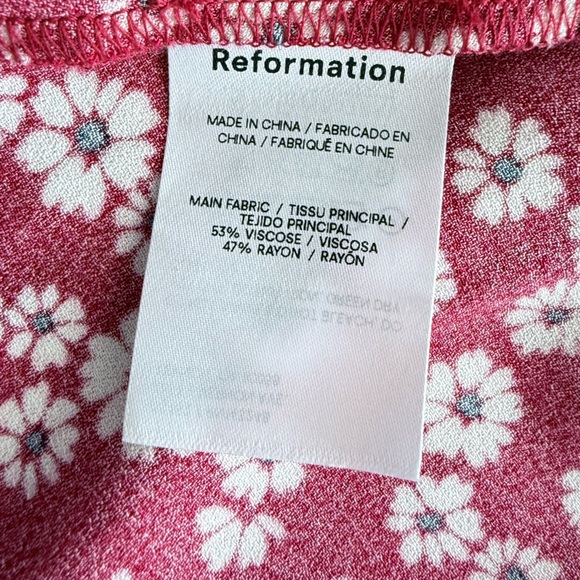 Reformation
MADE IN CHINA / FABRICADO EN
CHINA / FABRIQUÉ EN CHINE
MAIN FABRIC / TISSU PRINCIPAL /
TEJIDO PRINCIPAL
53% VISCOSE / VISCOSA
47% RAYON / RAYÓN